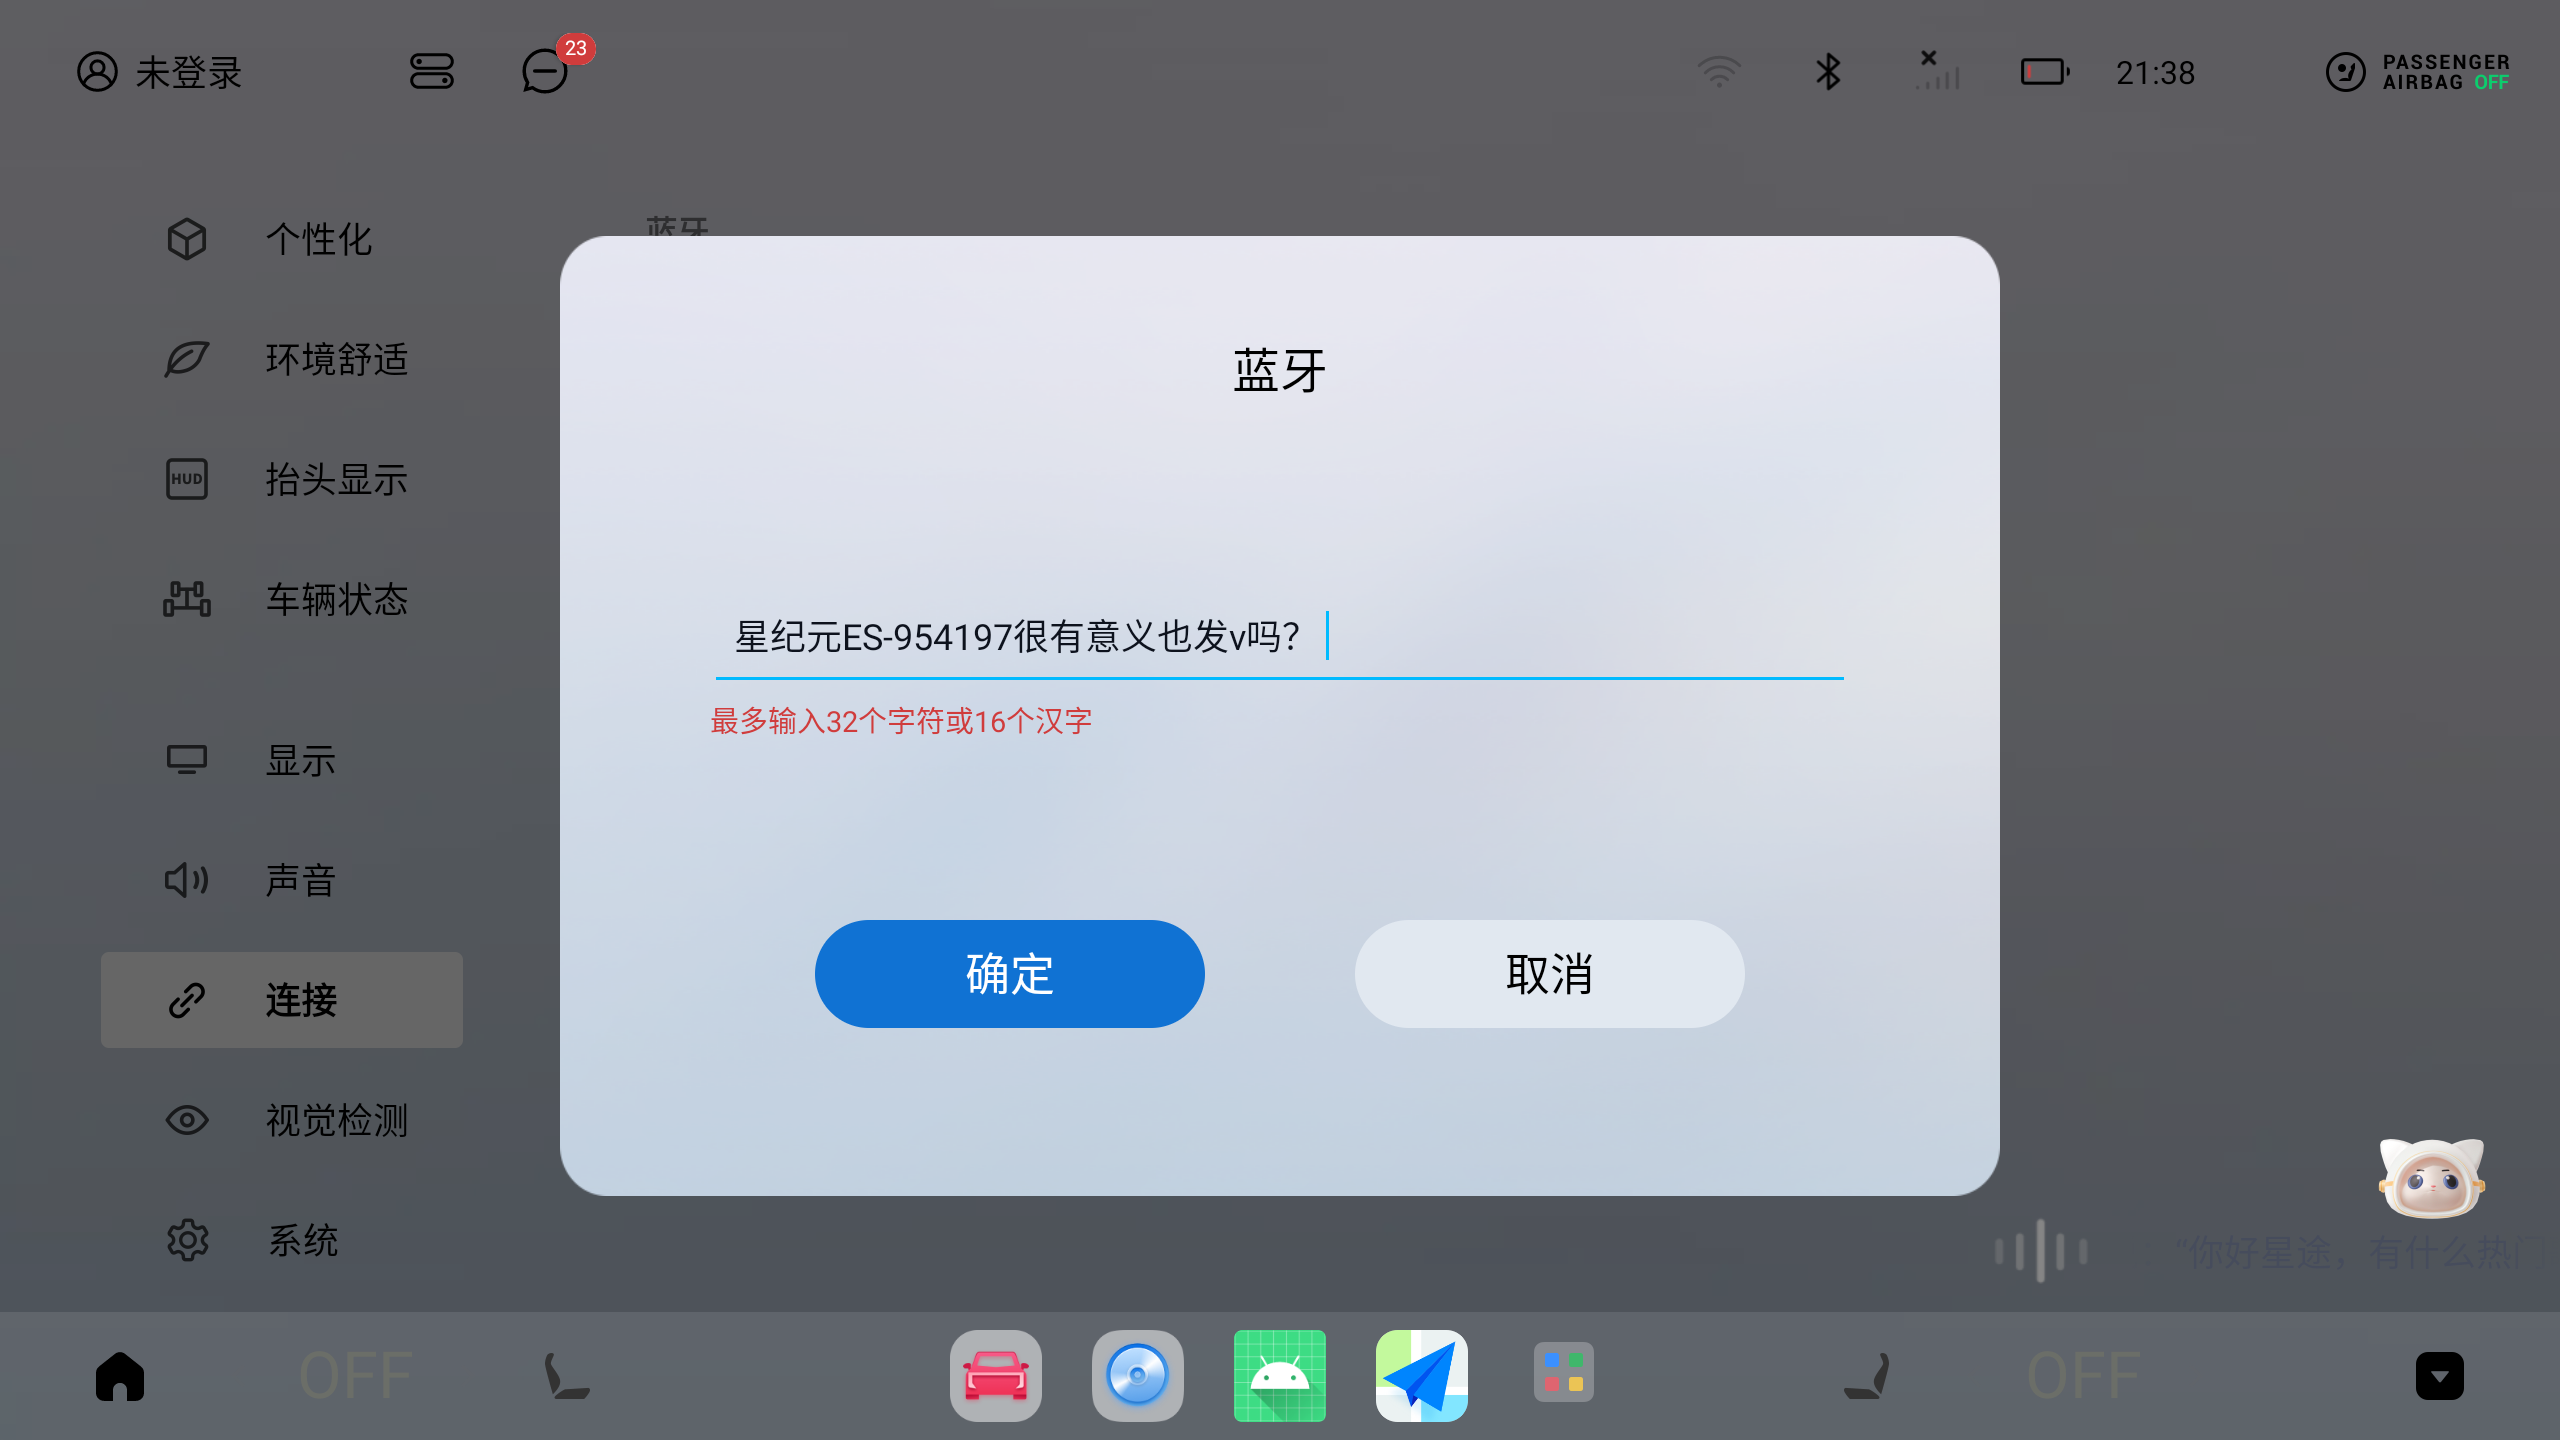 未登录
23
21:38
PASSENGER
AIRBAG OFF
个性化
蓝牙
环境舒适
HUD
抬头显示
车辆状态
显示
声音
连接
视觉检测
系统
蓝牙
星纪元ES-954197很有意义也发v吗？
最多输入32个字符或16个汉字
确定
取消
“你好星途，有什么热门
OFF
OFF